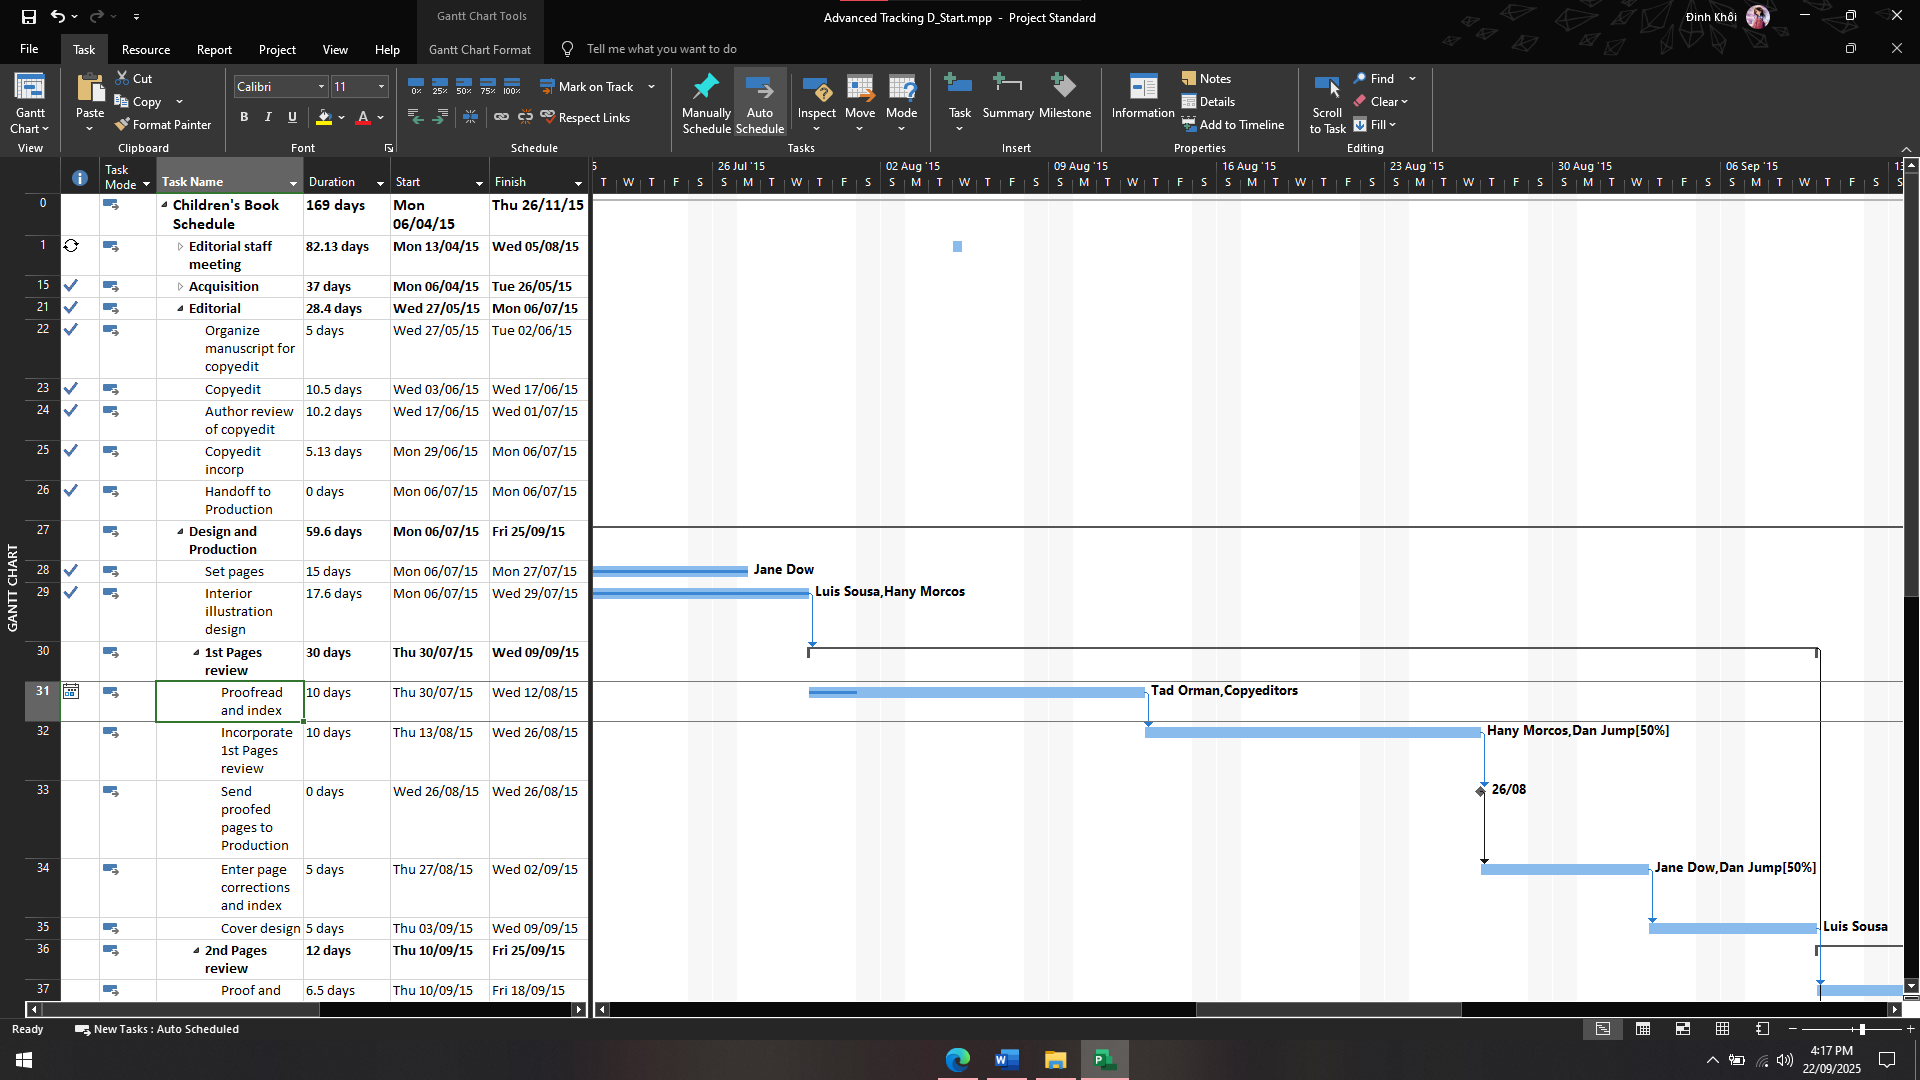 Gantt Chart Tools
Advanced Tracking D_Start.mpp - Project Standard
Đinh Khôi
File Task Resource Report Project View Help Gantt Chart Format Tell me what you want to do
Gantt Chart
View
Paste
Cut
Copy
Format Painter
Clipboard
Calibri 11
B I U A
Font
0% 25% 50% 75% 100%
Mark on Track
Respect Links
Schedule
Manually Schedule
Auto Schedule
Inspect
Move
Mode
Tasks
Task
Summary
Milestone
Insert
Information
Notes
Details
Add to Timeline
Properties
Scroll to Task
Find
Clear
Fill
Editing
Task Mode Task Name Duration Start Finish
26 Jul '15 02 Aug '15 09 Aug '15 16 Aug '15 23 Aug '15 30 Aug '15 06 Sep '15
T W T F S S M T W T F S S M T W T F S S M T W T F S S M T W T F S S M T W T F S S M T W T F S S M T W T F S
0 Children's Book Schedule 169 days Mon 06/04/15 Thu 26/11/15
1 Editorial staff meeting 82.13 days Mon 13/04/15 Wed 05/08/15
15 Acquisition 37 days Mon 06/04/15 Tue 26/05/15
21 Editorial 28.4 days Wed 27/05/15 Mon 06/07/15
22 Organize manuscript for copyedit 5 days Wed 27/05/15 Tue 02/06/15
23 Copyedit 10.5 days Wed 03/06/15 Wed 17/06/15
24 Author review of copyedit 10.2 days Wed 17/06/15 Wed 01/07/15
25 Copyedit incorp 5.13 days Mon 29/06/15 Mon 06/07/15
26 Handoff to Production 0 days Mon 06/07/15 Mon 06/07/15
27 Design and Production 59.6 days Mon 06/07/15 Fri 25/09/15
28 Set pages 15 days Mon 06/07/15 Mon 27/07/15 Jane Dow
29 Interior illustration design 17.6 days Mon 06/07/15 Wed 29/07/15 Luis Sousa,Hany Morcos
30 1st Pages review 30 days Thu 30/07/15 Wed 09/09/15
31 Proofread and index 10 days Thu 30/07/15 Wed 12/08/15 Tad Orman,Copyeditors
32 Incorporate 1st Pages review 10 days Thu 13/08/15 Wed 26/08/15 Hany Morcos,Dan Jump[50%]
33 Send proofed pages to Production 0 days Wed 26/08/15 Wed 26/08/15 26/08
34 Enter page corrections and index 5 days Thu 27/08/15 Wed 02/09/15 Jane Dow,Dan Jump[50%]
35 Cover design 5 days Thu 03/09/15 Wed 09/09/15 Luis Sousa
36 2nd Pages review 12 days Thu 10/09/15 Fri 25/09/15
37 Proof and 6.5 days Thu 10/09/15 Fri 18/09/15
GANTT CHART
Ready New Tasks : Auto Scheduled
4:17 PM
22/09/2025